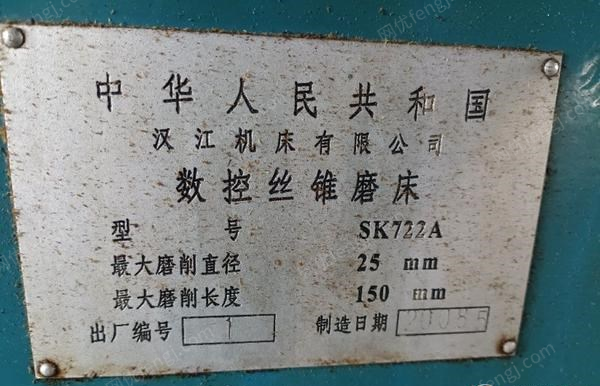 中华人民共和国
汉江机床有限公司
数控丝锥磨床
型号 SK722A
最大磨削直径 25 mm
最大磨削长度 150 mm
出厂编号 1 制造日期